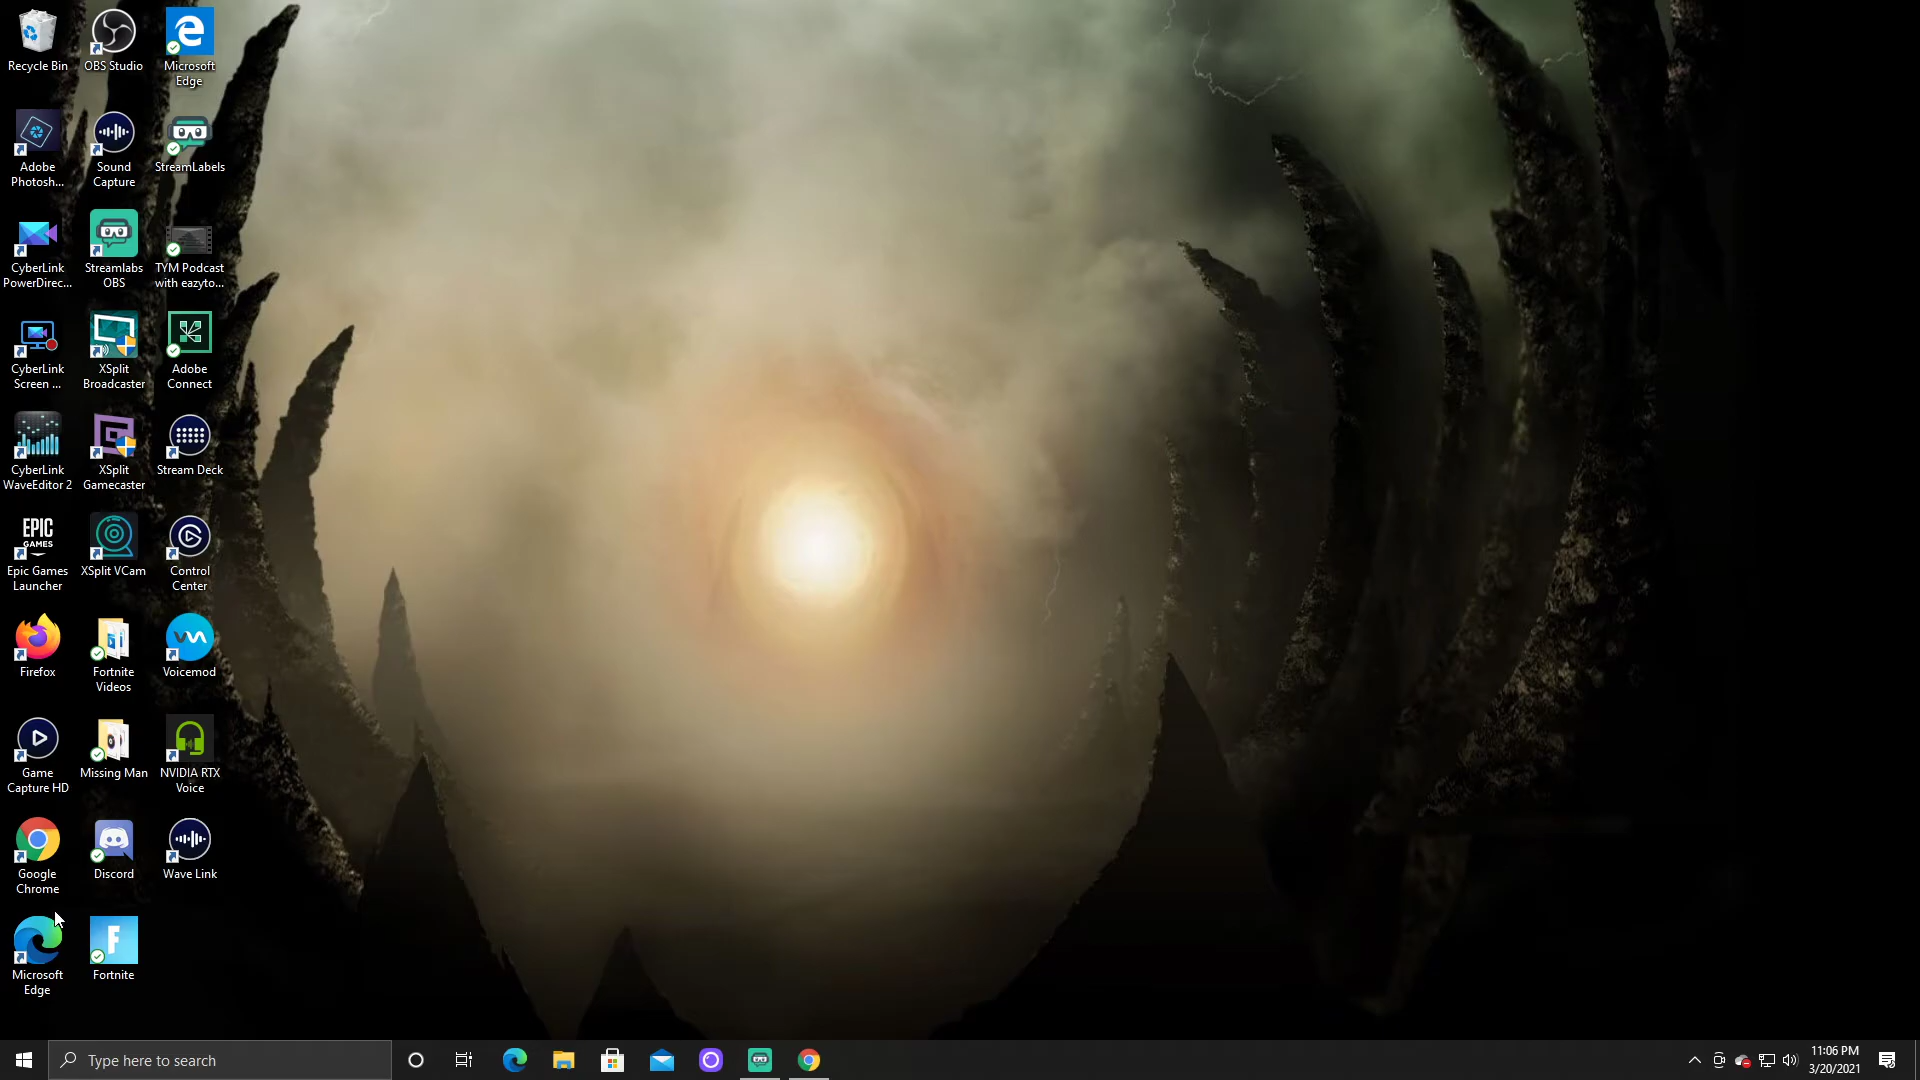 Recycle Bin
OBS Studio
Microsoft
Edge
Adobe
Photosh...
Sound
Capture
StreamLabels
CyberLink
PowerDirec...
Streamlabs
OBS
TYM Podcast
with eazyto...
CyberLink
Screen ...
XSplit
Broadcaster
Adobe
Connect
CyberLink
WaveEditor 2
XSplit
Gamecaster
Stream Deck
EPIC
GAMES
Epic Games
Launcher
XSplit VCam
Control
Center
Firefox
Fortnite
Videos
Voicemod
Game
Capture HD
Missing Man
NVIDIA RTX
Voice
Google
Chrome
Discord
Wave Link
Microsoft
Edge
F
Fortnite
Type here to search
11:06 PM
3/20/2021